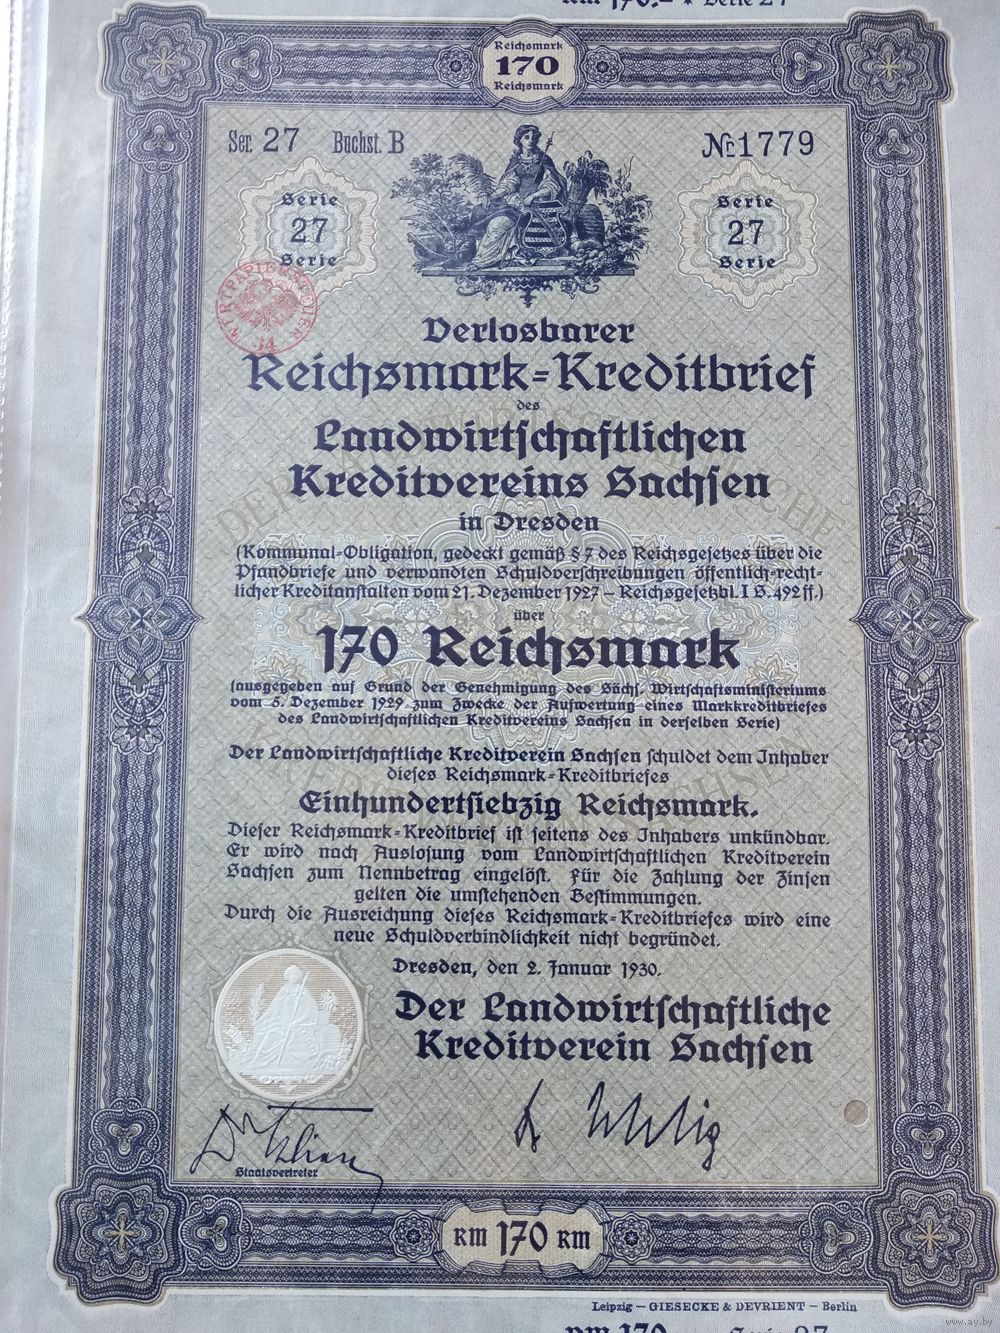 Reichsmark
170
Reichsmark
Ser. 27 Buchst. B
№ 1779
Serie
27
Serie
Serie
27
Serie
Verlosbarer
Reichsmark=Kreditbrief
des
Landwirtschaftlichen
Kreditvereins Sachsen
in Dresden
(Kommunal-Obligation, gedeckt gemäß § 7 des Reichsgesetzes über die
Pfandbriefe und verwandten Schuldverschreibungen öffentlich-recht-
licher Kreditanstalten vom 21. Dezember 1927 – Reichsgesetzbl. I S. 492 ff.)
über
170 Reichsmark
(ausgegeben auf Grund der Genehmigung des Sächs. Wirtschaftsministeriums
vom 5. Dezember 1929 zum Zwecke der Aufwertung eines Markkreditbriefes
des Landwirtschaftlichen Kreditvereins Sachsen in derselben Serie)
Der Landwirtschaftliche Kreditverein Sachsen schuldet dem Inhaber
dieses Reichsmark-Kreditbriefes
Einhundertsiebzig Reichsmark.
Dieser Reichsmark=Kreditbrief ist seitens des Inhabers unkündbar.
Er wird nach Auslosung vom Landwirtschaftlichen Kreditverein
Sachsen zum Nennbetrag eingelöst. Für die Zahlung der Zinsen
gelten die umstehenden Bestimmungen.
Durch die Ausreichung dieses Reichsmark-Kreditbriefes wird eine
neue Schuldverbindlichkeit nicht begründet.
Dresden, den 2. Januar 1930.
Der Landwirtschaftliche
Kreditverein Sachsen
Staatsvertreter
RM 170 RM
Leipzig — GIESECKE & DEVRIENT — Berlin
www.ay.by